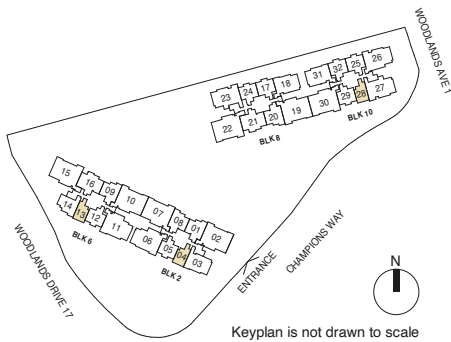 WOODLANDS AVE 1
23 24 17 18 31 32 25 26
22 21 20 19 30 29 28 27
BLK 8
BLK 10
15 16 09 10 07 08 01 02
14 13 12 11 06 05 04 03
BLK 6
BLK 2
WOODLANDS DRIVE 17
ENTRANCE
CHAMPIONS WAY
N
Keyplan is not drawn to scale